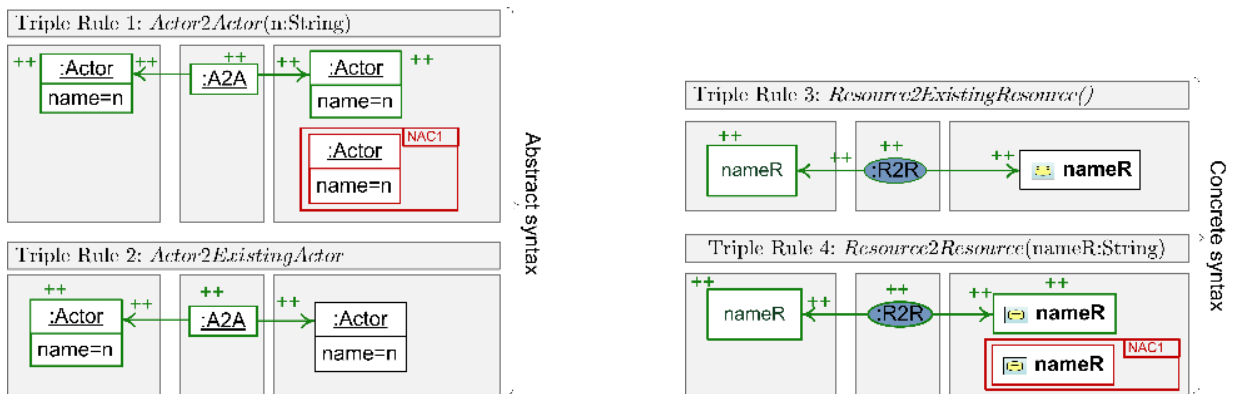 Triple Rule 1: Actor2Actor(n:String)
++ :Actor ++ ++ :A2A ++ :Actor ++
name=n name=n
NAC1
:Actor
name=n
Triple Rule 2: Actor2ExistingActor
++ ++
:Actor ++ :A2A ++ :Actor
name=n name=n
Abstract syntax
Triple Rule 3: Resource2ExistingResource()
++ ++
nameR ++ :R2R ++ nameR
Triple Rule 4: Resource2Resource(nameR:String)
++ ++ ++
nameR ++ :R2R ++ nameR
NAC1
nameR
Concrete syntax